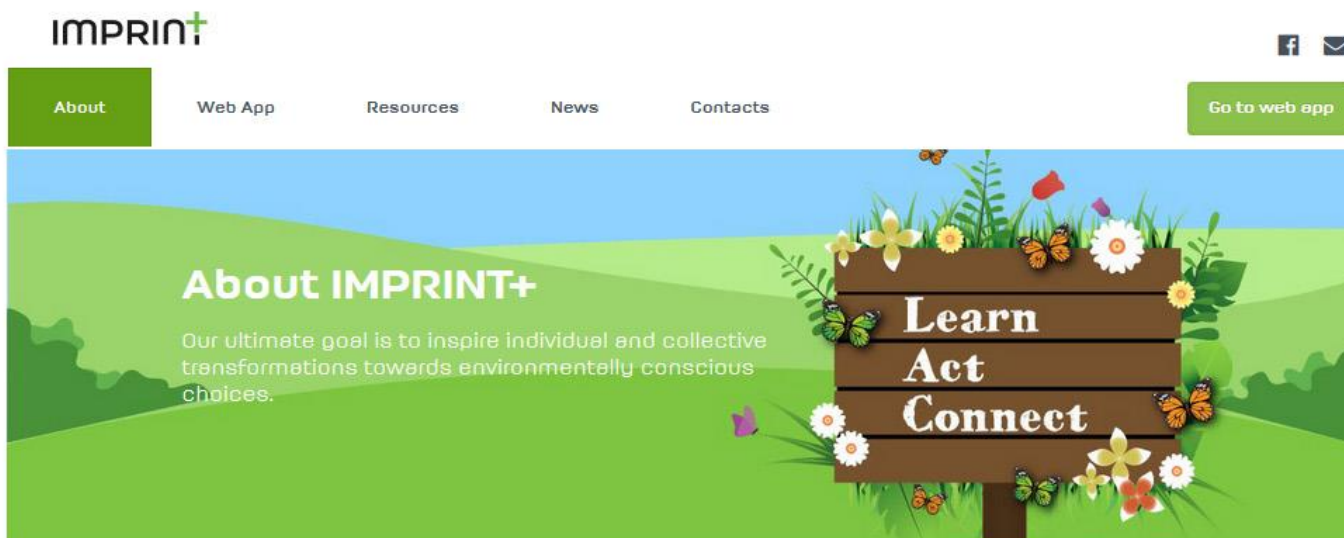 IMPRINT+
About
Web App
Resources
News
Contacts
Go to web app
About IMPRINT+
Our ultimate goal is to inspire individual and collective
transformations towards environmentally conscious
choices.
Learn
Act
Connect